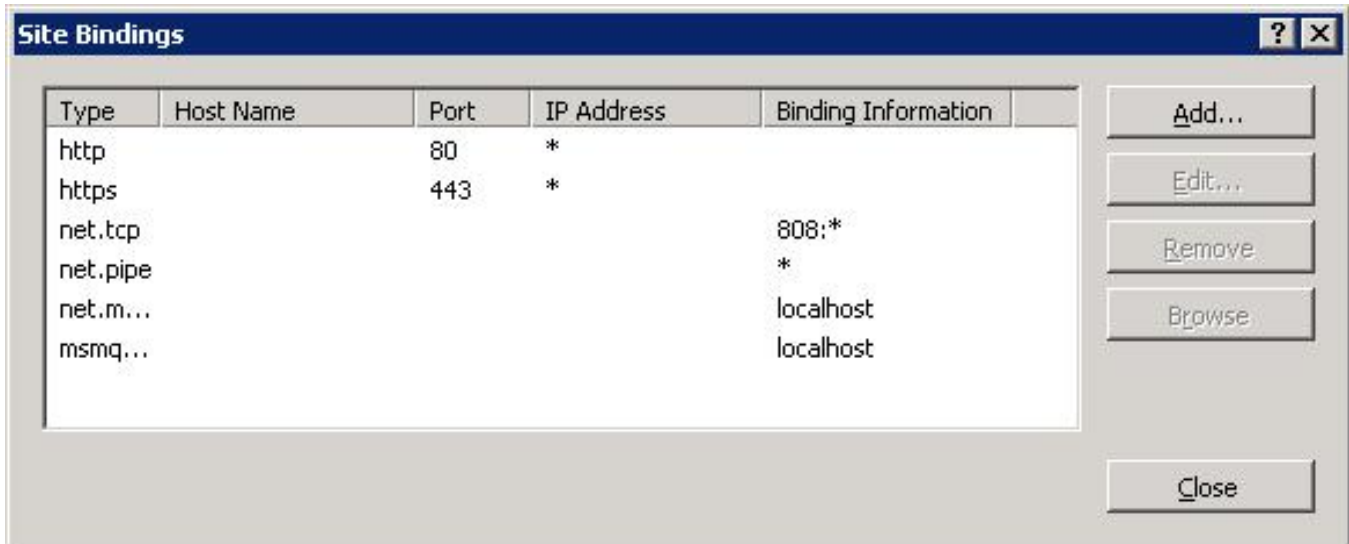 Site Bindings
? X
Type Host Name Port IP Address Binding Information
Add...
http 80 *
https 443 *
Edit...
net.tcp 808:*
Remove
net.pipe *
net.m... localhost
Browse
msmq... localhost
Close